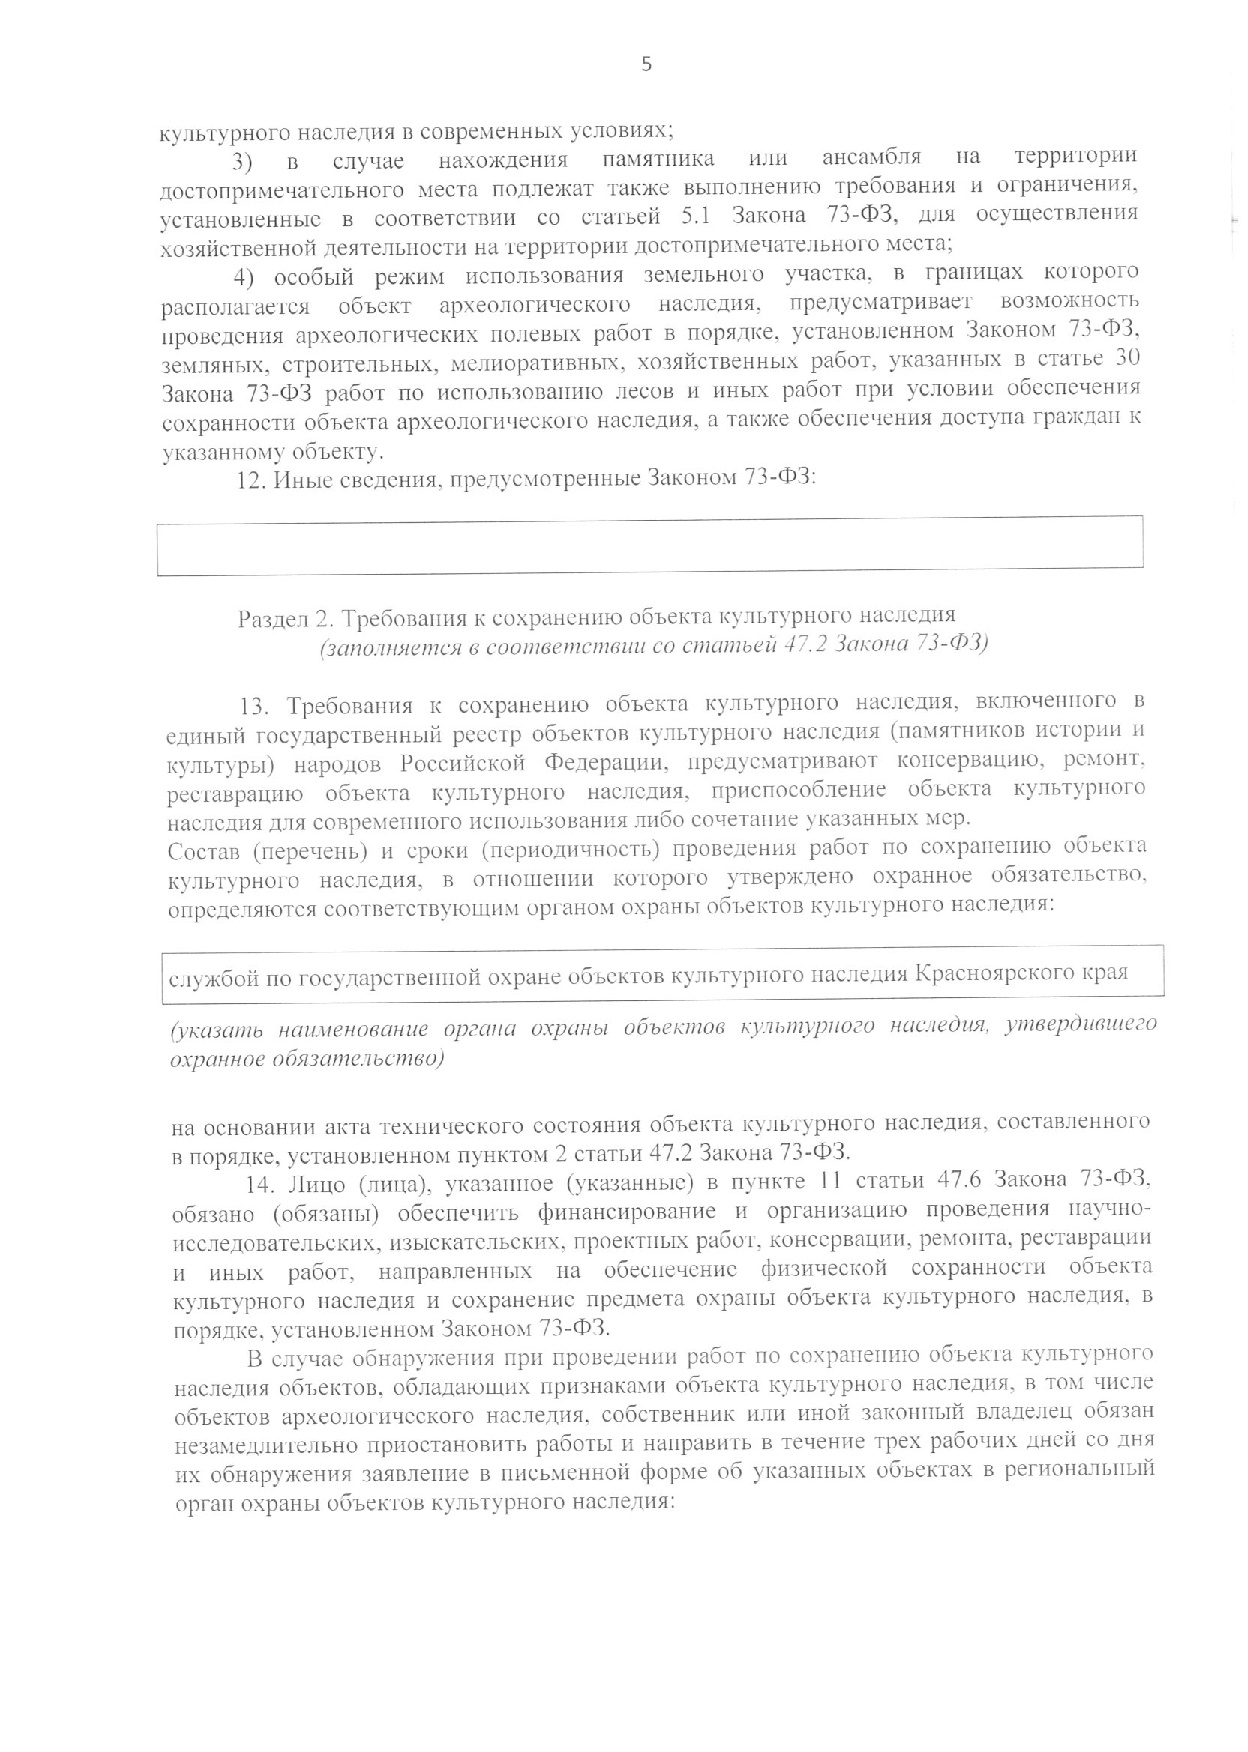 5
культурного наследия в современных условиях;
3) в случае нахождения памятника или ансамбля на территории
достопримечательного места подлежат также выполнению требования и ограничения,
установленные в соответствии со статьей 5.1 Закона 73-ФЗ, для осуществления
хозяйственной деятельности на территории достопримечательного места;
4) особый режим использования земельного участка, в границах которого
располагается объект археологического наследия, предусматривает возможность
проведения археологических полевых работ в порядке, установленном Законом 73-ФЗ,
земляных, строительных, мелиоративных, хозяйственных работ, указанных в статье 30
Закона 73-ФЗ работ по использованию лесов и иных работ при условии обеспечения
сохранности объекта археологического наследия, а также обеспечения доступа граждан к
указанному объекту.
12. Иные сведения, предусмотренные Законом 73-ФЗ:
Раздел 2. Требования к сохранению объекта культурного наследия
(заполняется в соответствии со статьей 47.2 Закона 73-ФЗ)
13. Требования к сохранению объекта культурного наследия, включенного в
единый государственный реестр объектов культурного наследия (памятников истории и
культуры) народов Российской Федерации, предусматривают консервацию, ремонт,
реставрацию объекта культурного наследия, приспособление объекта культурного
наследия для современного использования либо сочетание указанных мер.
Состав (перечень) и сроки (периодичность) проведения работ по сохранению объекта
культурного наследия, в отношении которого утверждено охранное обязательство,
определяются соответствующим органом охраны объектов культурного наследия:
службой по государственной охране объектов культурного наследия Красноярского края
(указать наименование органа охраны объектов культурного наследия, утвердившего
охранное обязательство)
на основании акта технического состояния объекта культурного наследия, составленного
в порядке, установленном пунктом 2 статьи 47.2 Закона 73-ФЗ.
14. Лицо (лица), указанное (указанные) в пункте 11 статьи 47.6 Закона 73-ФЗ,
обязано (обязаны) обеспечить финансирование и организацию проведения научно-
исследовательских, изыскательских, проектных работ, консервации, ремонта, реставрации
и иных работ, направленных на обеспечение физической сохранности объекта
культурного наследия и сохранение предмета охраны объекта культурного наследия, в
порядке, установленном Законом 73-ФЗ.
В случае обнаружения при проведении работ по сохранению объекта культурного
наследия объектов, обладающих признаками объекта культурного наследия, в том числе
объектов археологического наследия, собственник или иной законный владелец обязан
незамедлительно приостановить работы и направить в течение трех рабочих дней со дня
их обнаружения заявление в письменной форме об указанных объектах в региональный
орган охраны объектов культурного наследия: